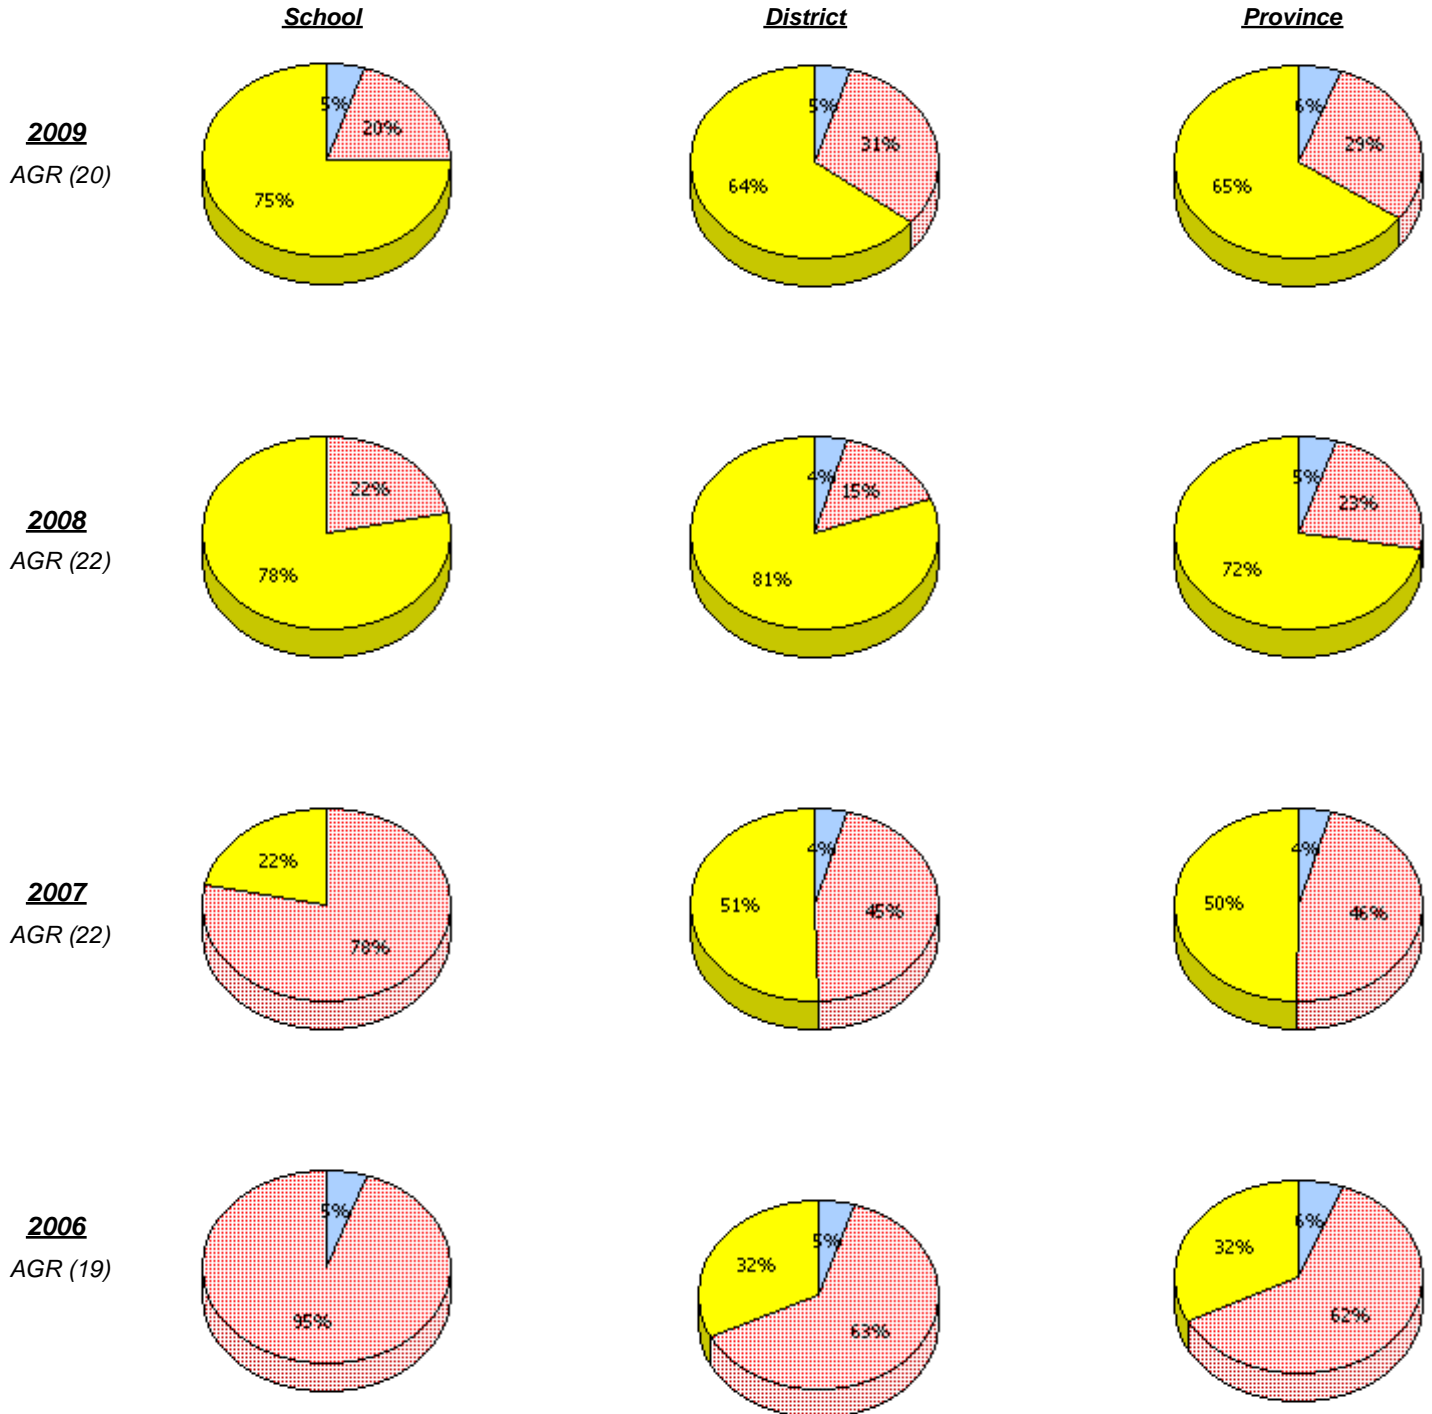 School District Province
2009
AGR (20)
5% 20% 75%
5% 31% 64%
6% 29% 65%
2008
AGR (22)
22% 78%
4% 15% 81%
5% 23% 72%
2007
AGR (22)
22% 78%
4% 51% 45%
4% 50% 46%
2006
AGR (19)
5% 95%
5% 32% 63%
6% 32% 62%